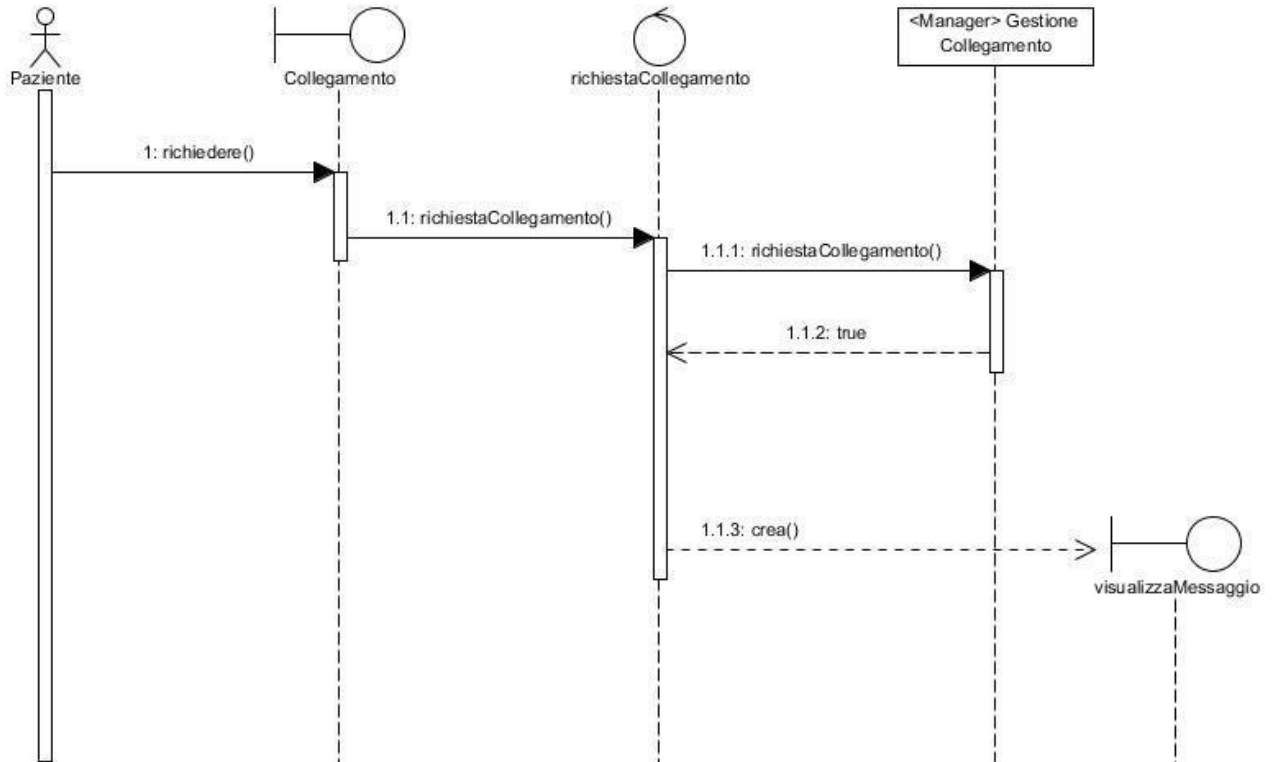 <Manager> Gestione
Collegamento
Paziente
Collegamento
richiestaCollegamento
1: richiedere()
1.1: richiestaCollegamento()
1.1.1: richiestaCollegamento()
1.1.2: true
1.1.3: crea()
visualizzaMessaggio